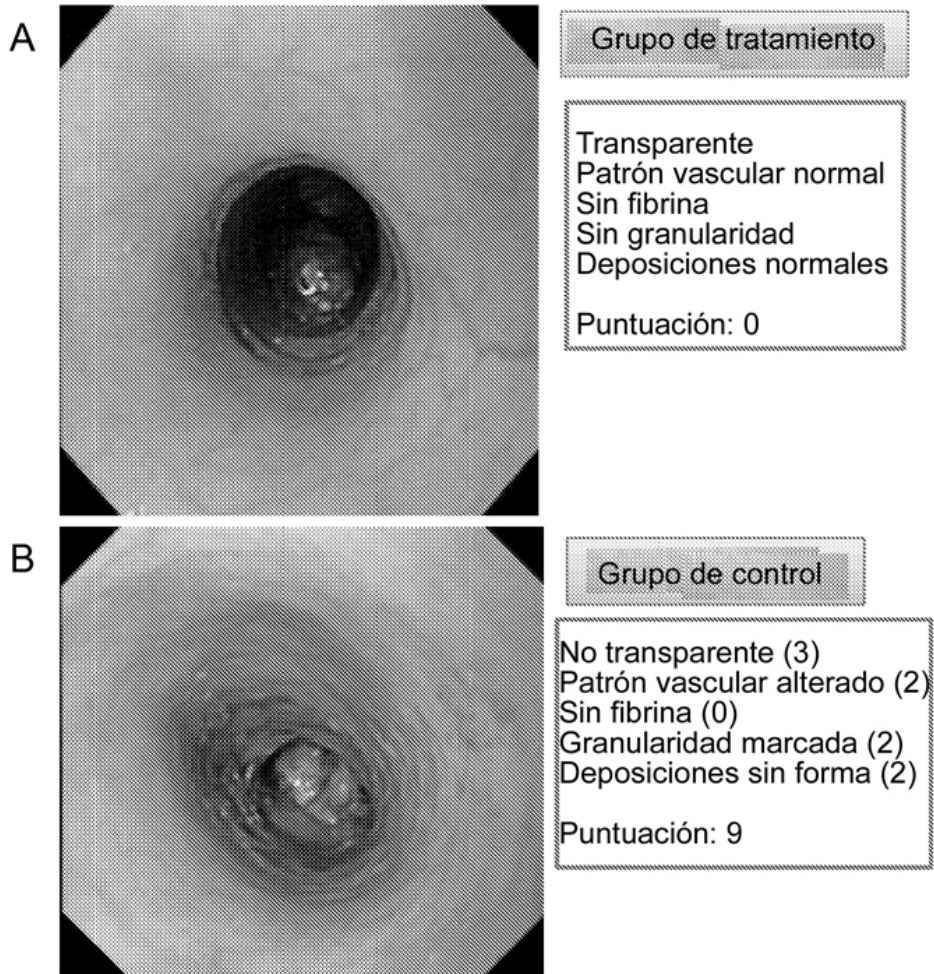 A
Grupo de tratamiento
Transparente
Patrón vascular normal
Sin fibrina
Sin granularidad
Deposiciones normales
Puntuación: 0
B
Grupo de control
No transparente (3)
Patrón vascular alterado (2)
Sin fibrina (0)
Granularidad marcada (2)
Deposiciones sin forma (2)
Puntuación: 9